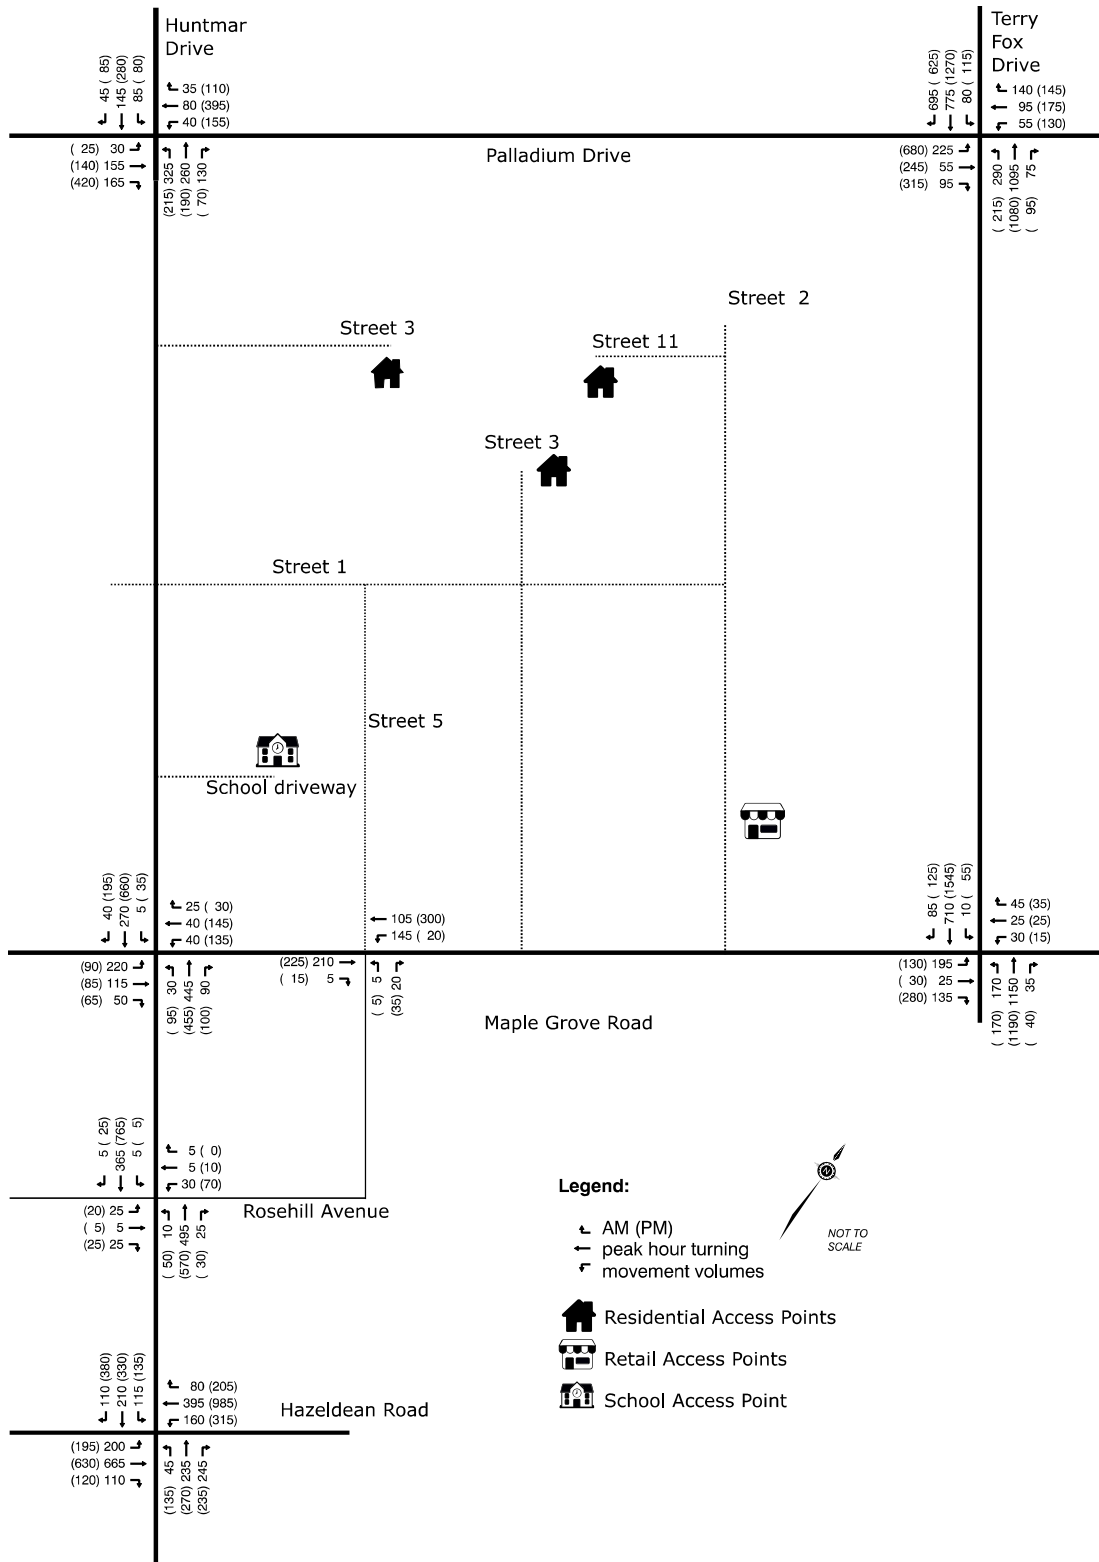 Huntmar
Drive
Terry
Fox
Drive
45 ( 85)
145 (280)
85 ( 80)
35 (110)
80 (395)
40 (155)
695 ( 625)
775 (1270)
80 ( 115)
140 (145)
95 (175)
55 (130)
( 25) 30
(140) 155
(420) 165
(215) 325
(190) 260
( 70) 130
Palladium Drive
(680) 225
(245) 55
(315) 95
( 215) 290
(1080) 1095
( 95) 75
Street 2
Street 3
Street 11
Street 3
Street 1
Street 5
School driveway
40 (195)
270 (660)
5 ( 35)
25 ( 30)
40 (145)
40 (135)
105 (300)
145 ( 20)
85 ( 125)
710 (1545)
10 ( 55)
45 (35)
25 (25)
30 (15)
(90) 220
(85) 115
(65) 50
( 95) 30
(455) 445
(100) 90
(225) 210
( 15) 5
( 5) 5
(35) 20
Maple Grove Road
(130) 195
( 30) 25
(280) 135
( 170) 170
(1190) 1150
( 40) 35
5 ( 25)
365 (765)
5 ( 5)
5 ( 0)
5 (10)
30 (70)
(20) 25
( 5) 5
(25) 25
( 50) 10
(570) 495
( 30) 25
Rosehill Avenue
Legend:
AM (PM)
peak hour turning
movement volumes
NOT TO
SCALE
Residential Access Points
Retail Access Points
School Access Point
110 (380)
210 (330)
115 (135)
80 (205)
395 (985)
160 (315)
Hazeldean Road
(195) 200
(630) 665
(120) 110
(135) 45
(270) 235
(235) 245